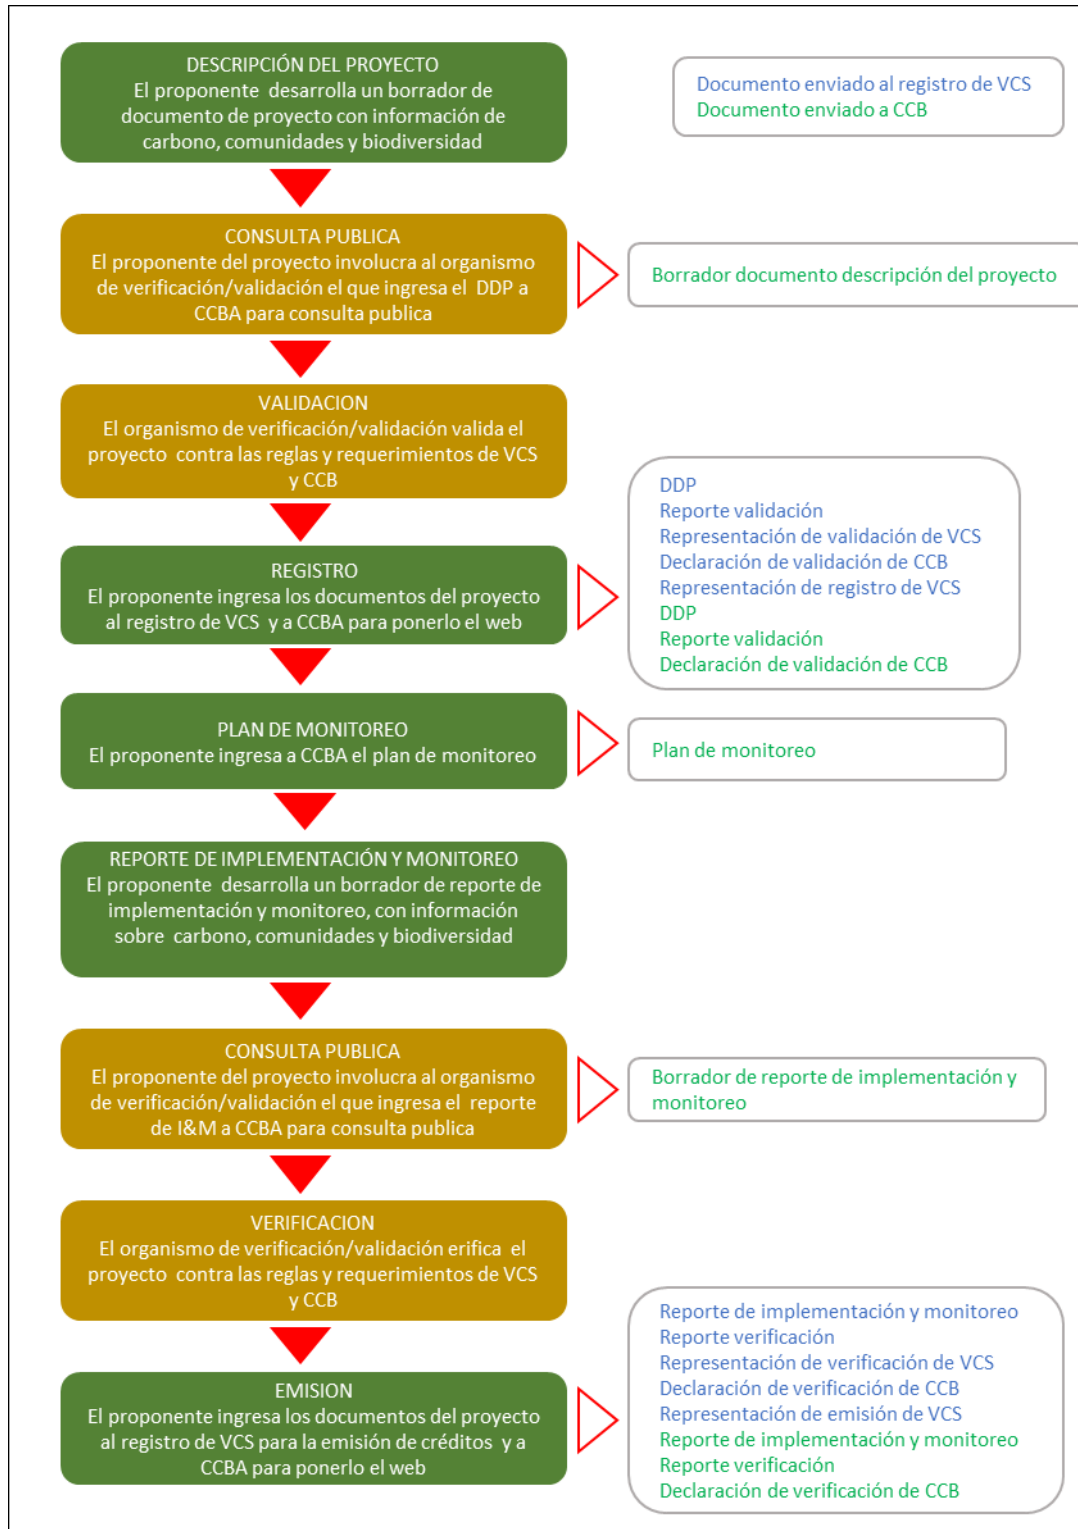 DESCRIPCIÓN DEL PROYECTO
El proponente desarrolla un borrador de
documento de proyecto con información de
carbono, comunidades y biodiversidad
Documento enviado al registro de VCS
Documento enviado a CCB
CONSULTA PUBLICA
El proponente del proyecto involucra al organismo
de verificación/validación el que ingresa el DDP a
CCBA para consulta publica
Borrador documento descripción del proyecto
VALIDACION
El organismo de verificación/validación valida el
proyecto contra las reglas y requerimientos de VCS
y CCB
REGISTRO
El proponente ingresa los documentos del proyecto
al registro de VCS y a CCBA para ponerlo el web
DDP
Reporte validación
Representación de validación de VCS
Declaración de validación de CCB
Representación de registro de VCS
DDP
Reporte validación
Declaración de validación de CCB
PLAN DE MONITOREO
El proponente ingresa a CCBA el plan de monitoreo
Plan de monitoreo
REPORTE DE IMPLEMENTACIÓN Y MONITOREO
El proponente desarrolla un borrador de reporte de
implementación y monitoreo, con información
sobre carbono, comunidades y biodiversidad
CONSULTA PUBLICA
El proponente del proyecto involucra al organismo
de verificación/validación el que ingresa el reporte
de I&M a CCBA para consulta publica
Borrador de reporte de implementación y
monitoreo
VERIFICACION
El organismo de verificación/validación erifica el
proyecto contra las reglas y requerimientos de VCS
y CCB
EMISION
El proponente ingresa los documentos del proyecto
al registro de VCS para la emisión de créditos y a
CCBA para ponerlo el web
Reporte de implementación y monitoreo
Reporte verificación
Representación de verificación de VCS
Declaración de verificación de CCB
Representación de emisión de VCS
Reporte de implementación y monitoreo
Reporte verificación
Declaración de verificación de CCB